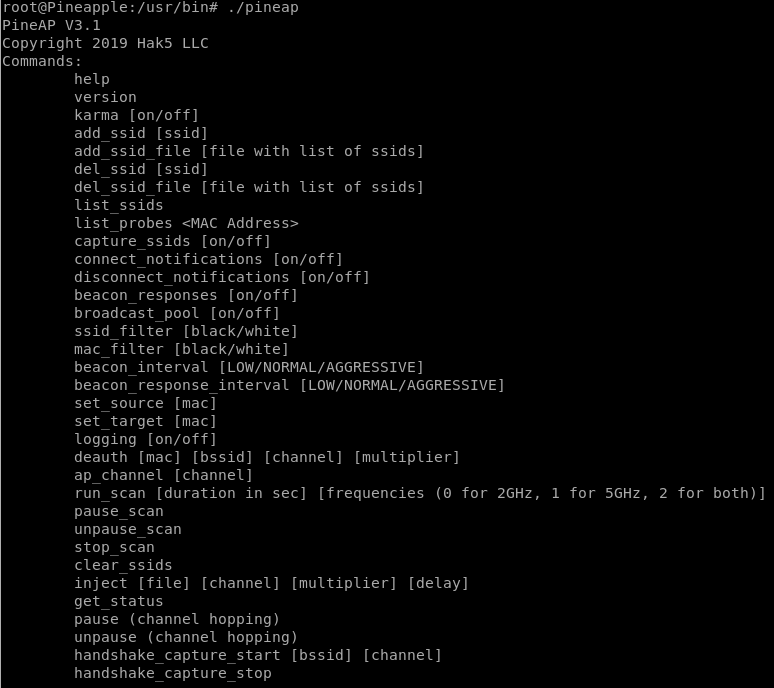 root@Pineapple:/usr/bin# ./pineap
PineAP V3.1
Copyright 2019 Hak5 LLC
Commands:
help
version
karma [on/off]
add_ssid [ssid]
add_ssid_file [file with list of ssids]
del_ssid [ssid]
del_ssid_file [file with list of ssids]
list_ssids
list_probes <MAC Address>
capture_ssids [on/off]
connect_notifications [on/off]
disconnect_notifications [on/off]
beacon_responses [on/off]
broadcast_pool [on/off]
ssid_filter [black/white]
mac_filter [black/white]
beacon_interval [LOW/NORMAL/AGGRESSIVE]
beacon_response_interval [LOW/NORMAL/AGGRESSIVE]
set_source [mac]
set_target [mac]
logging [on/off]
deauth [mac] [bssid] [channel] [multiplier]
ap_channel [channel]
run_scan [duration in sec] [frequencies (0 for 2GHz, 1 for 5GHz, 2 for both)]
pause_scan
unpause_scan
stop_scan
clear_ssids
inject [file] [channel] [multiplier] [delay]
get_status
pause (channel hopping)
unpause (channel hopping)
handshake_capture_start [bssid] [channel]
handshake_capture_stop